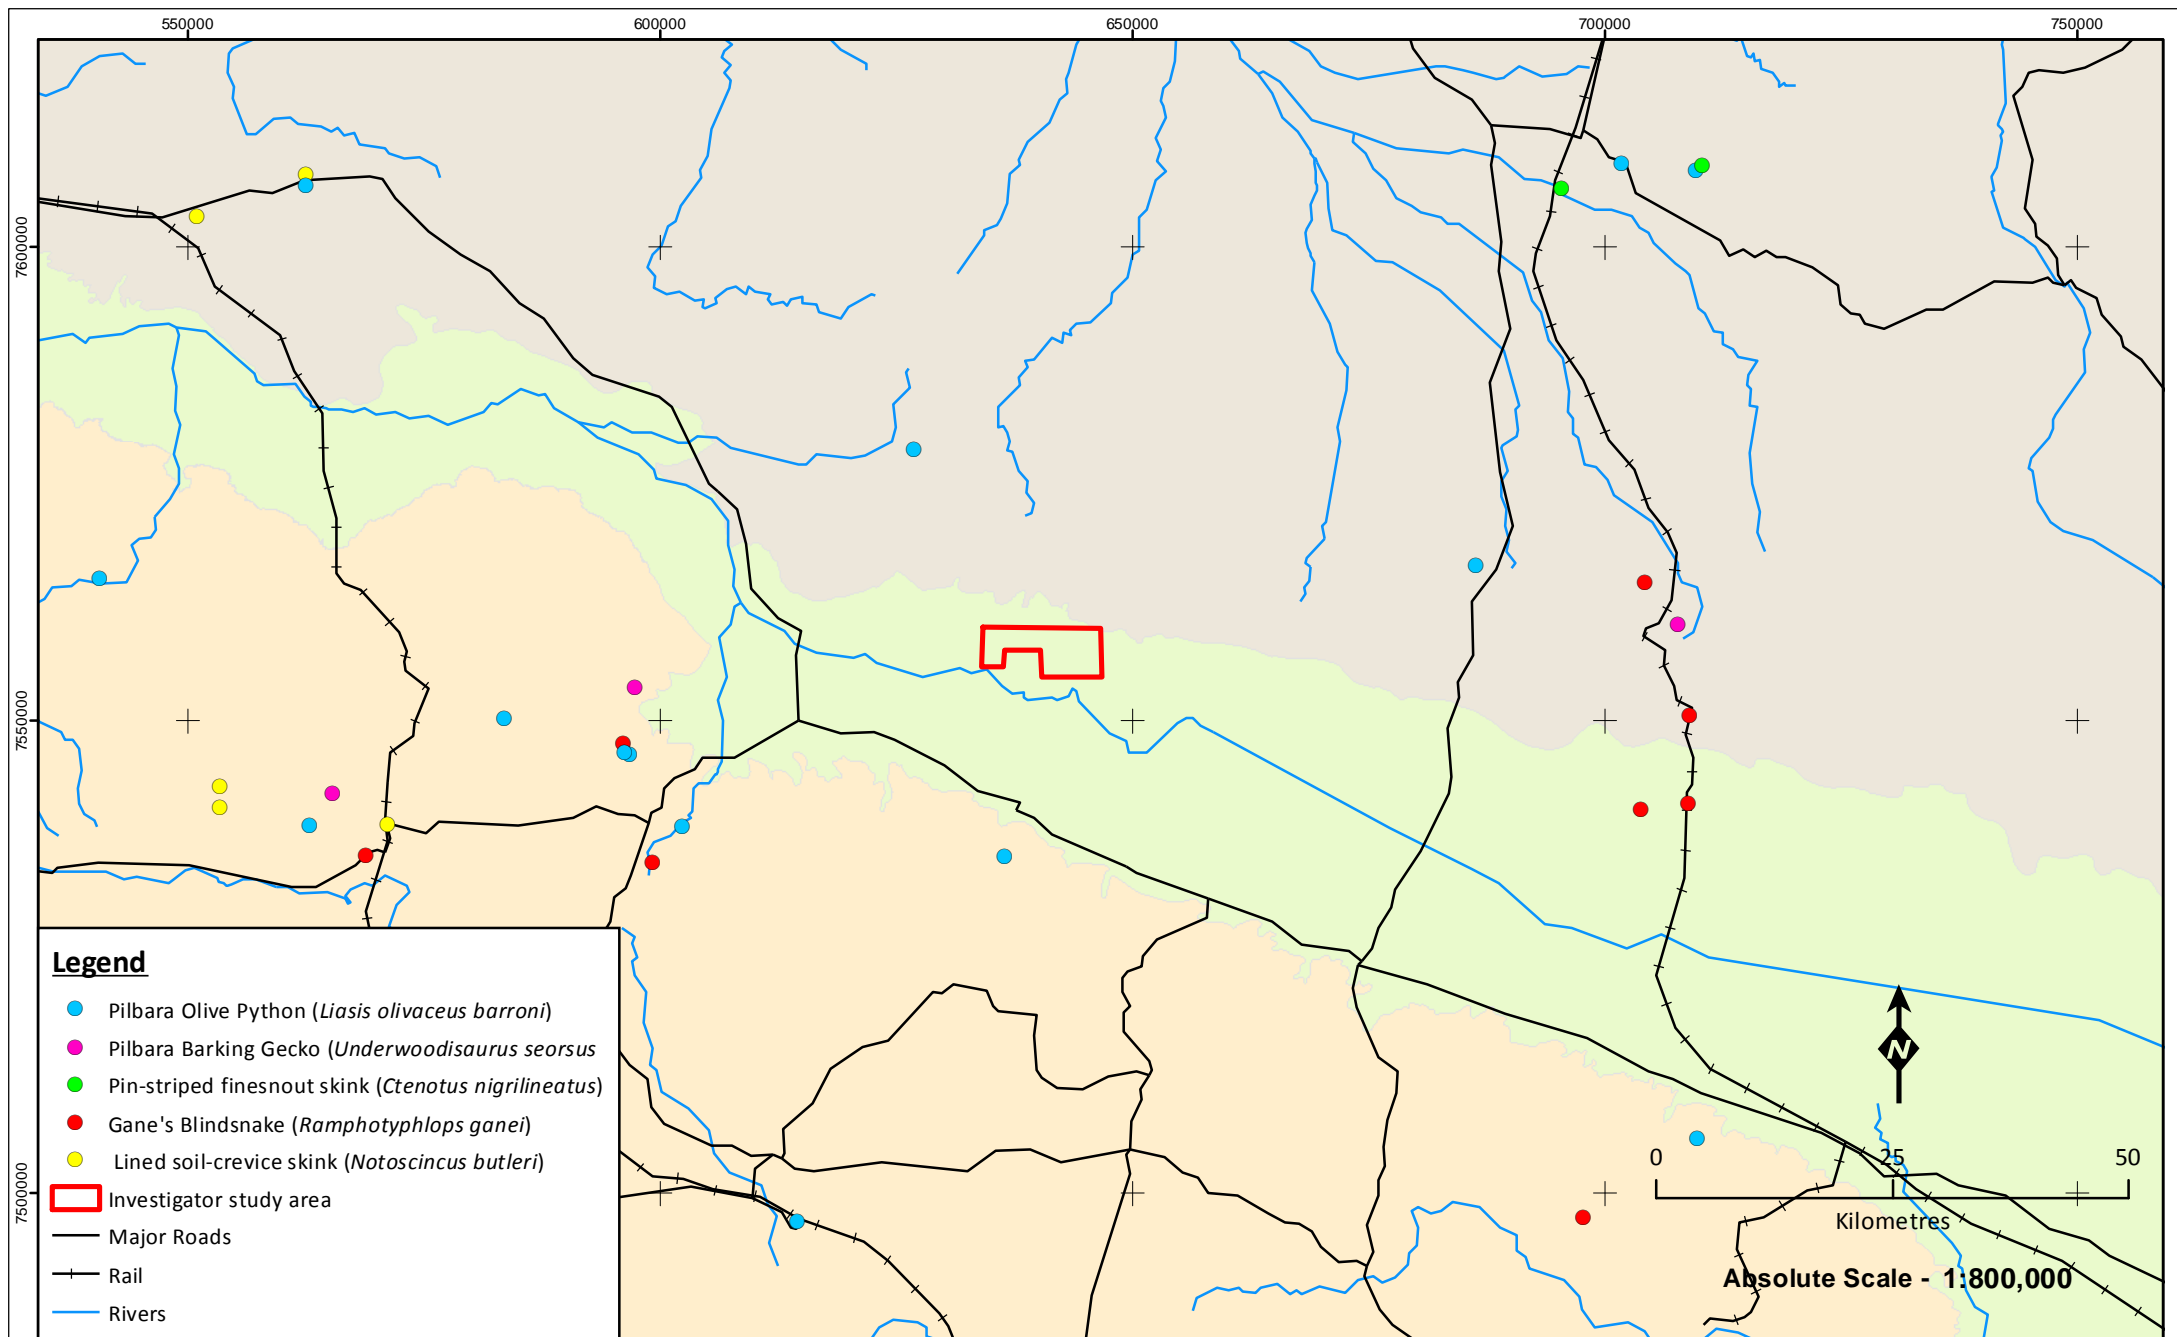 550000
600000
650000
700000
750000
7600000
7550000
7500000
Legend
Pilbara Olive Python (Liasis olivaceus barroni)
Pilbara Barking Gecko (Underwoodisaurus seorsus
Pin-striped finesnout skink (Ctenotus nigrilineatus)
Gane's Blindsnake (Ramphotyphlops ganei)
Lined soil-crevice skink (Notoscincus butleri)
Investigator study area
Major Roads
Rail
Rivers
N
0 25 50
Kilometres
Absolute Scale - 1:800,000